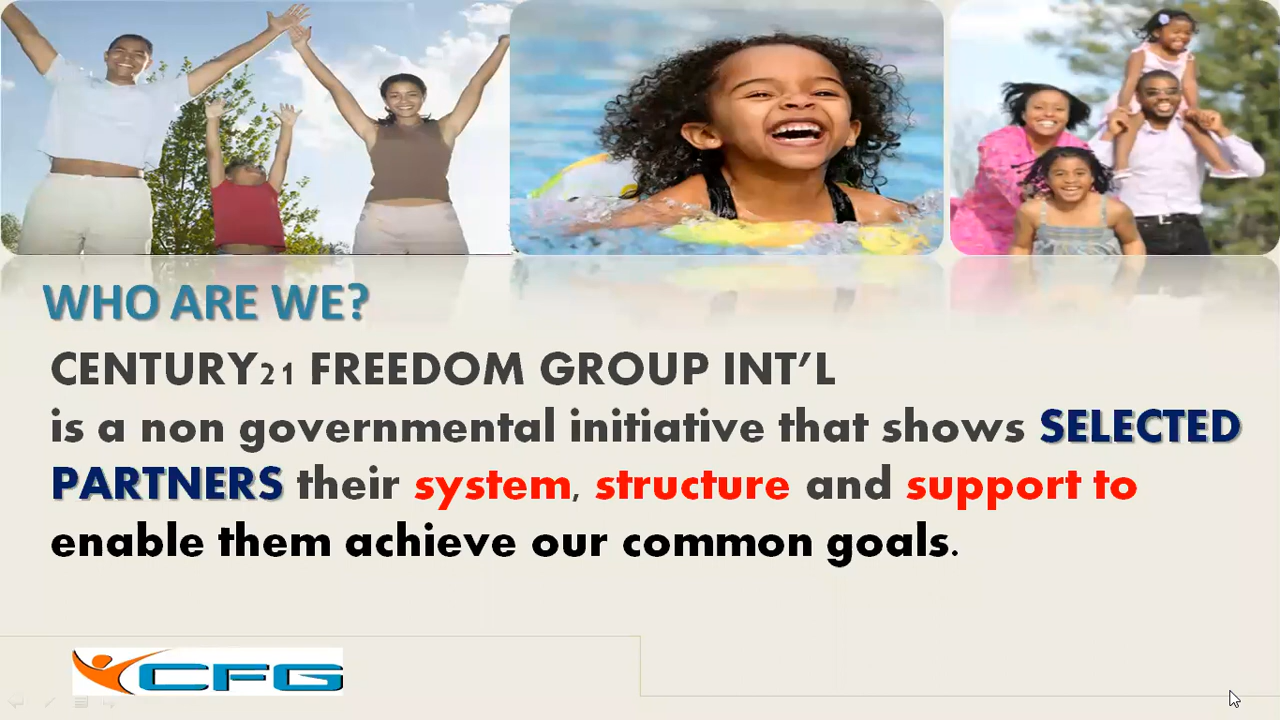 WHO ARE WE?
CENTURY21 FREEDOM GROUP INT’L
is a non governmental initiative that shows SELECTED
PARTNERS their system, structure and support to
enable them achieve our common goals.
CFG